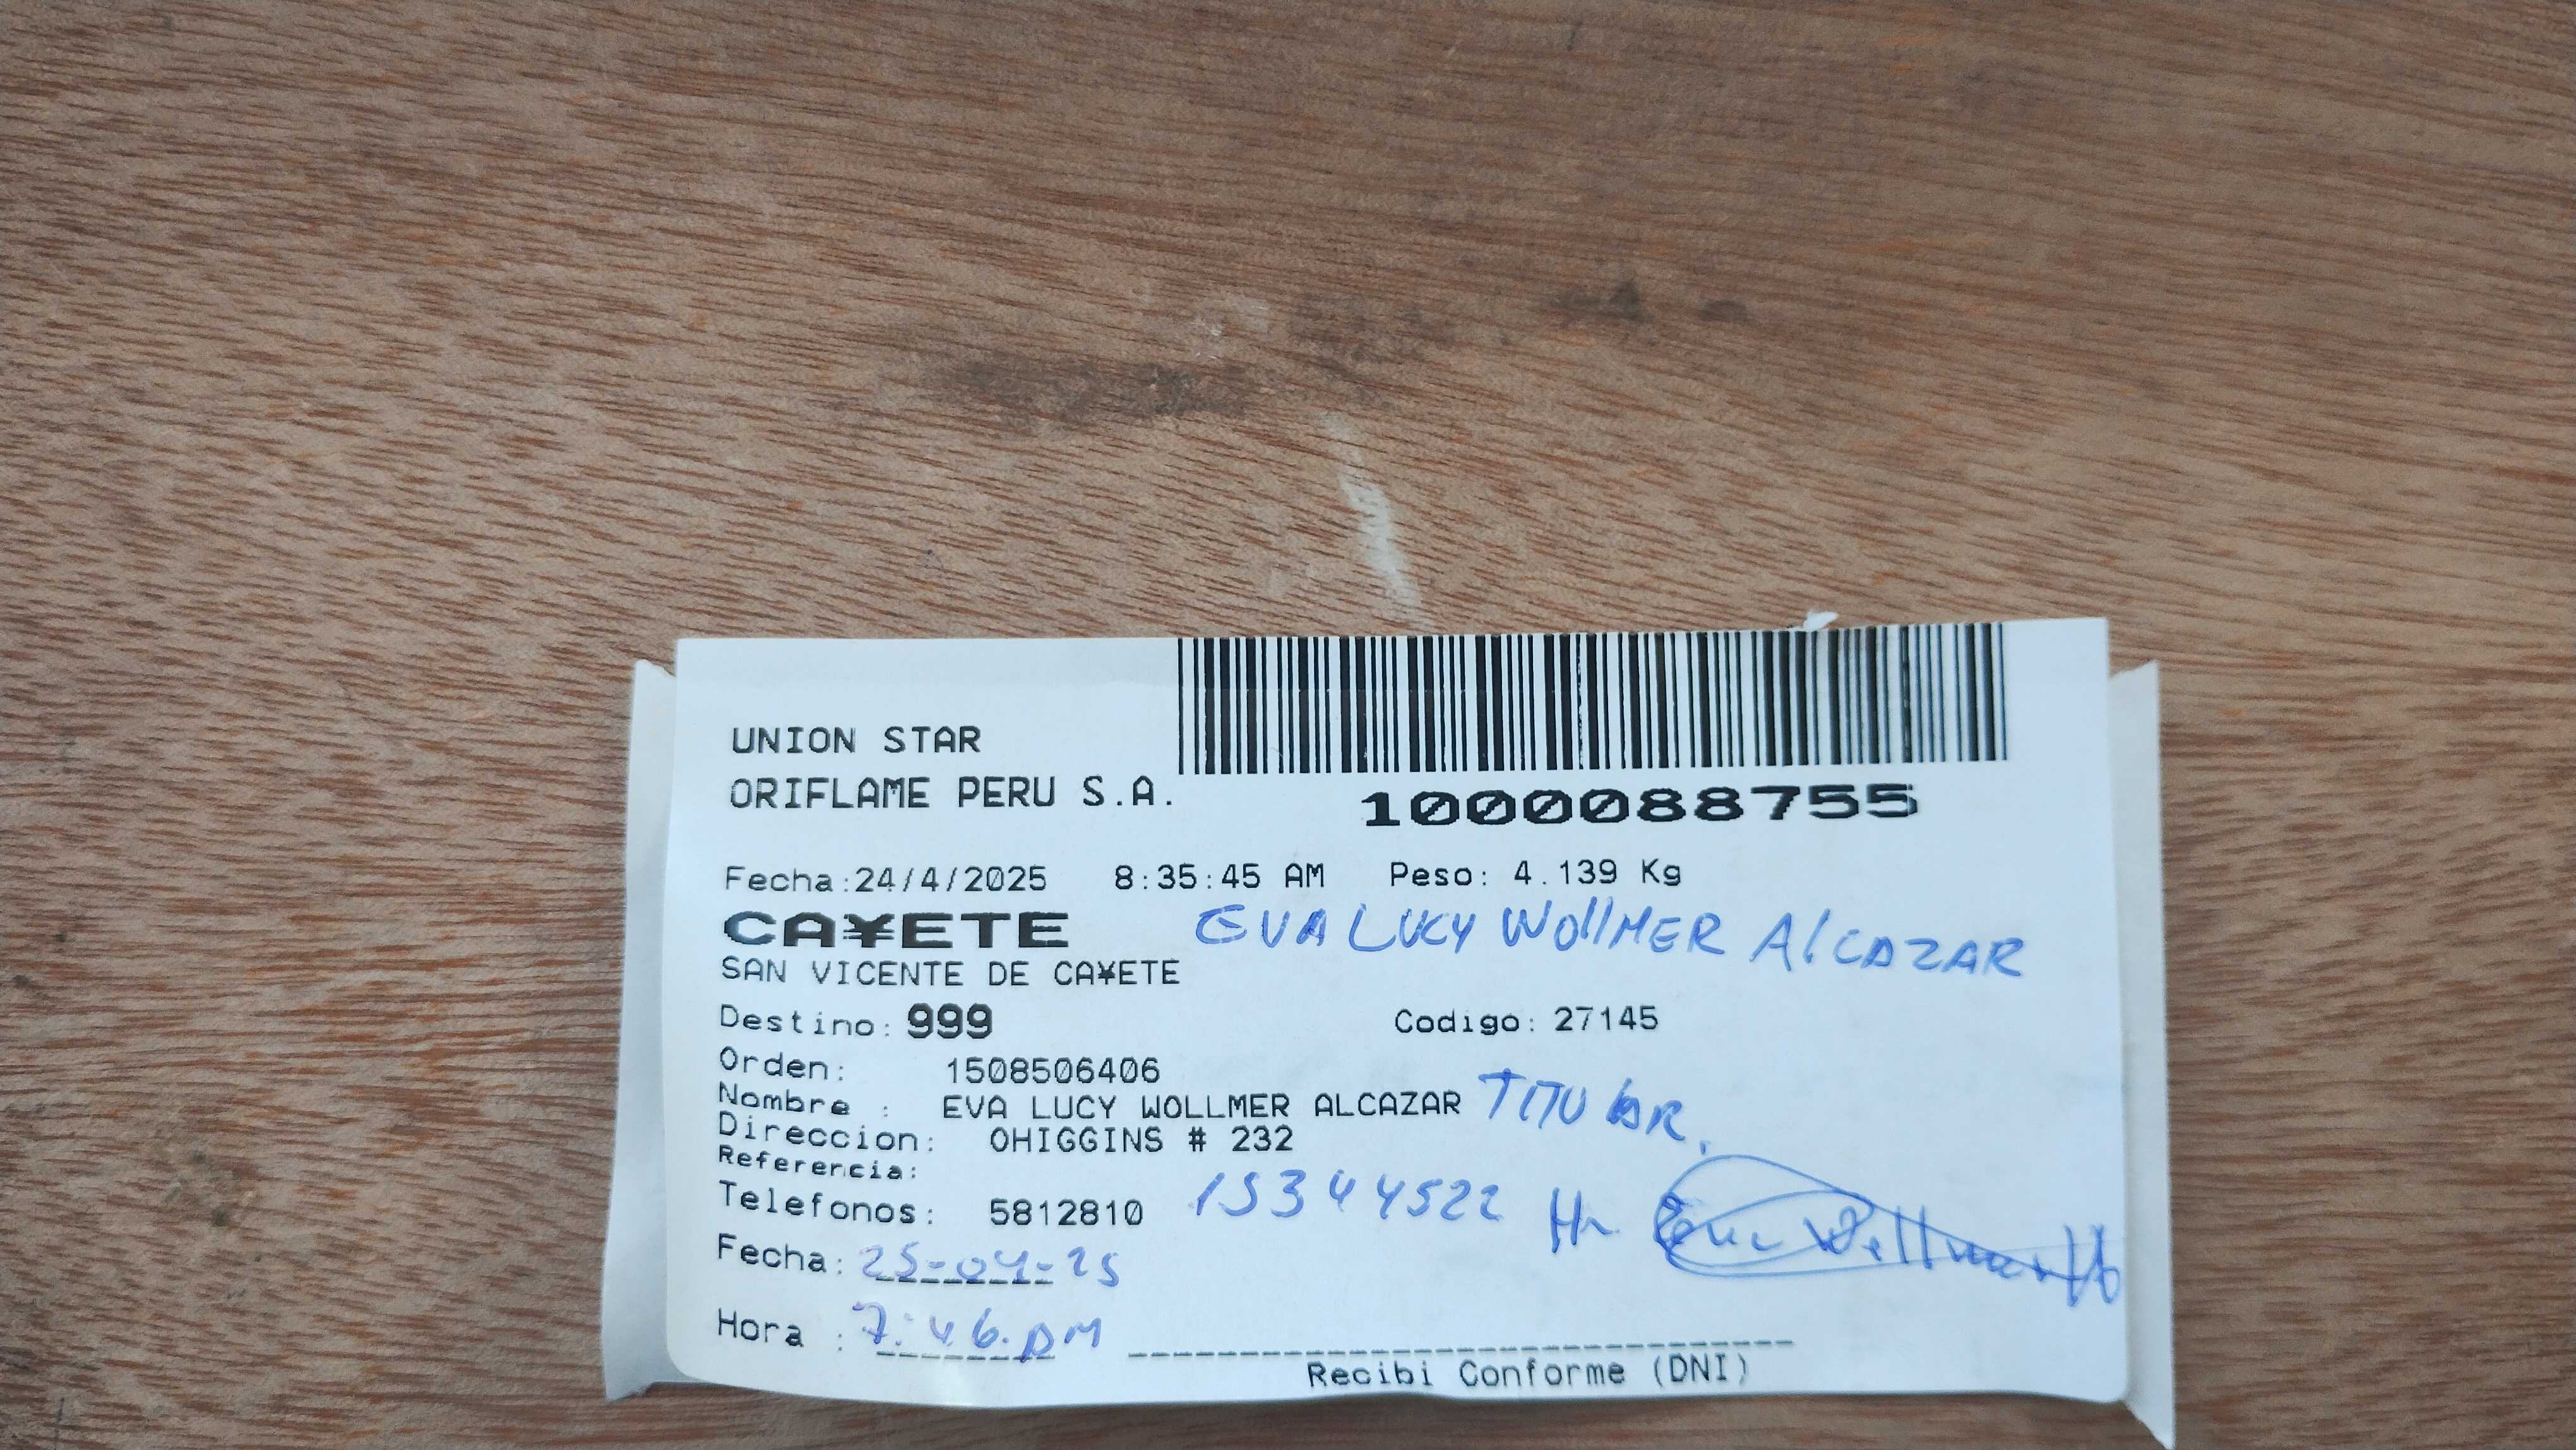 UNION STAR
ORIFLAME PERU S.A.
1000088755
Fecha:24/4/2025 8:35:45 AM Peso: 4.139 Kg
CA¥ETE EVA LUCY WOllMER AlCAZAR
SAN VICENTE DE CA¥ETE
Destino: 999 Codigo: 27145
Orden: 1508506406
Nombre : EVA LUCY WOLLMER ALCAZAR TITULAR.
Direccion: OHIGGINS # 232
Referencia:
Telefonos: 5812810 15344522
Fecha: 25-04-25
Hora : 7:46.pM
Recibi Conforme (DNI)